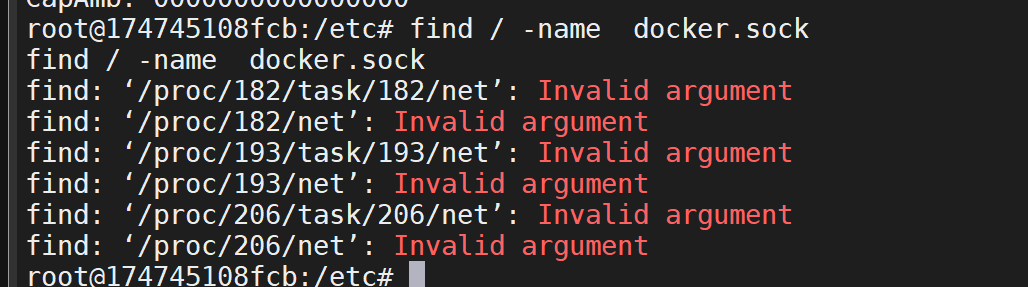 CapAmb: 0000000000000000
root@174745108fcb:/etc# find / -name  docker.sock
find / -name  docker.sock
find: ‘/proc/182/task/182/net’: Invalid argument
find: ‘/proc/182/net’: Invalid argument
find: ‘/proc/193/task/193/net’: Invalid argument
find: ‘/proc/193/net’: Invalid argument
find: ‘/proc/206/task/206/net’: Invalid argument
find: ‘/proc/206/net’: Invalid argument
root@174745108fcb:/etc#